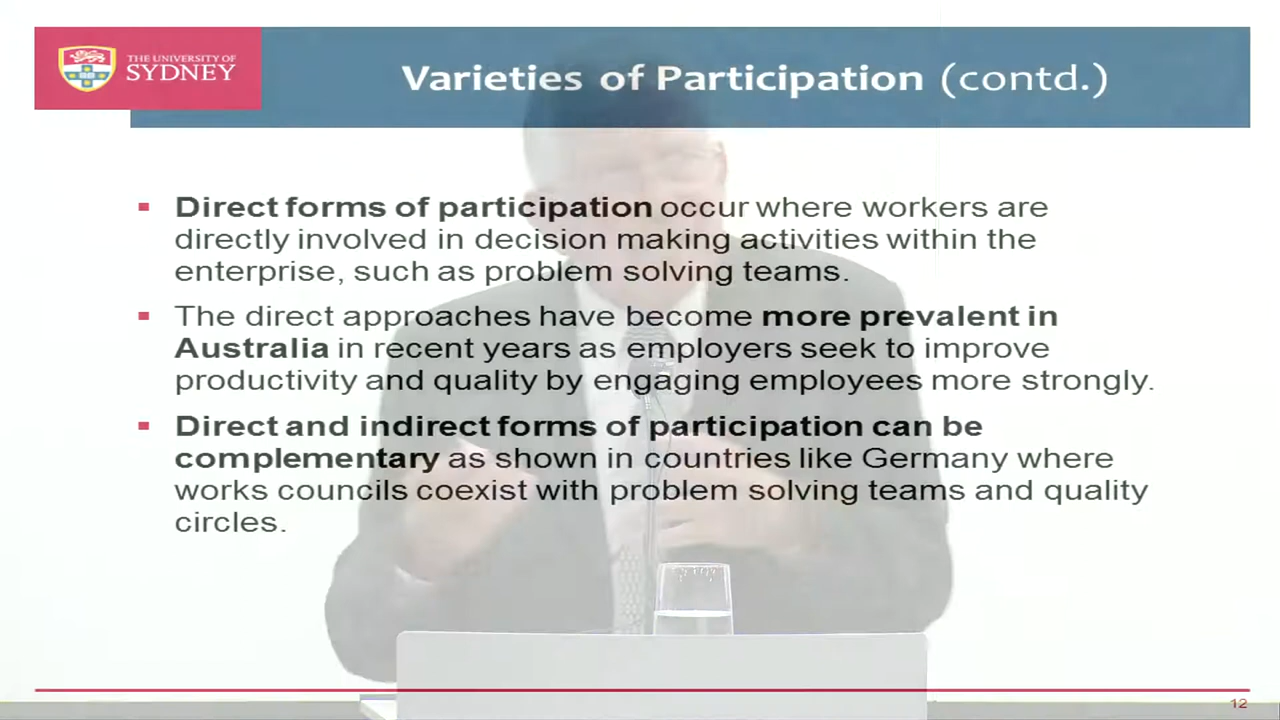 THE UNIVERSITY OF
SYDNEY
Varieties of Participation (contd.)
Direct forms of participation occur where workers are
directly involved in decision making activities within the
enterprise, such as problem solving teams.
The direct approaches have become more prevalent in
Australia in recent years as employers seek to improve
productivity and quality by engaging employees more strongly.
Direct and indirect forms of participation can be
complementary as shown in countries like Germany where
works councils coexist with problem solving teams and quality
circles.
12